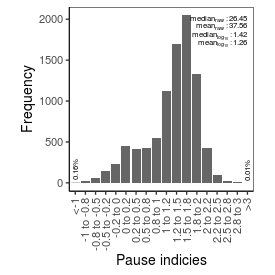 median_raw : 26.45
mean_raw : 37.56
median_log10 : 1.42
mean_log10 : 1.26
Frequency
2000
1500
1000
500
0
0.16%
0.01%
<-1
-1 to -0.8
-0.8 to -0.5
-0.5 to -0.2
-0.2 to 0
0 to 0.2
0.2 to 0.5
0.5 to 0.8
0.8 to 1
1 to 1.2
1.2 to 1.5
1.5 to 1.8
1.8 to 2
2 to 2.2
2.2 to 2.5
2.5 to 2.8
2.8 to 3
>3
Pause indicies